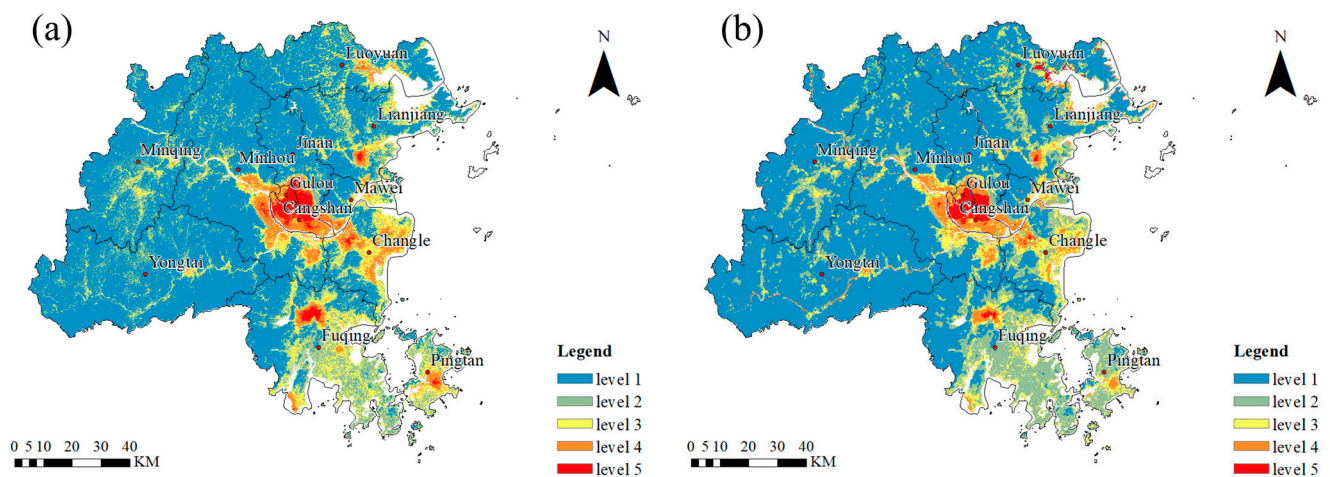 (a)
N
Luoyuan
Lianjiang
Jinan
Minqing
Minhou
Gulou
Mawei
Cangshan
Changle
Yongtai
Fuqing
Pingtan
Legend
level 1
level 2
level 3
level 4
level 5
0 5 10 20 30 40
KM
(b)
N
Luoyuan
Lianjiang
Jinan
Minqing
Minhou
Gulou
Mawei
Cangshan
Changle
Yongtai
Fuqing
Pingtan
Legend
level 1
level 2
level 3
level 4
level 5
0 5 10 20 30 40
KM